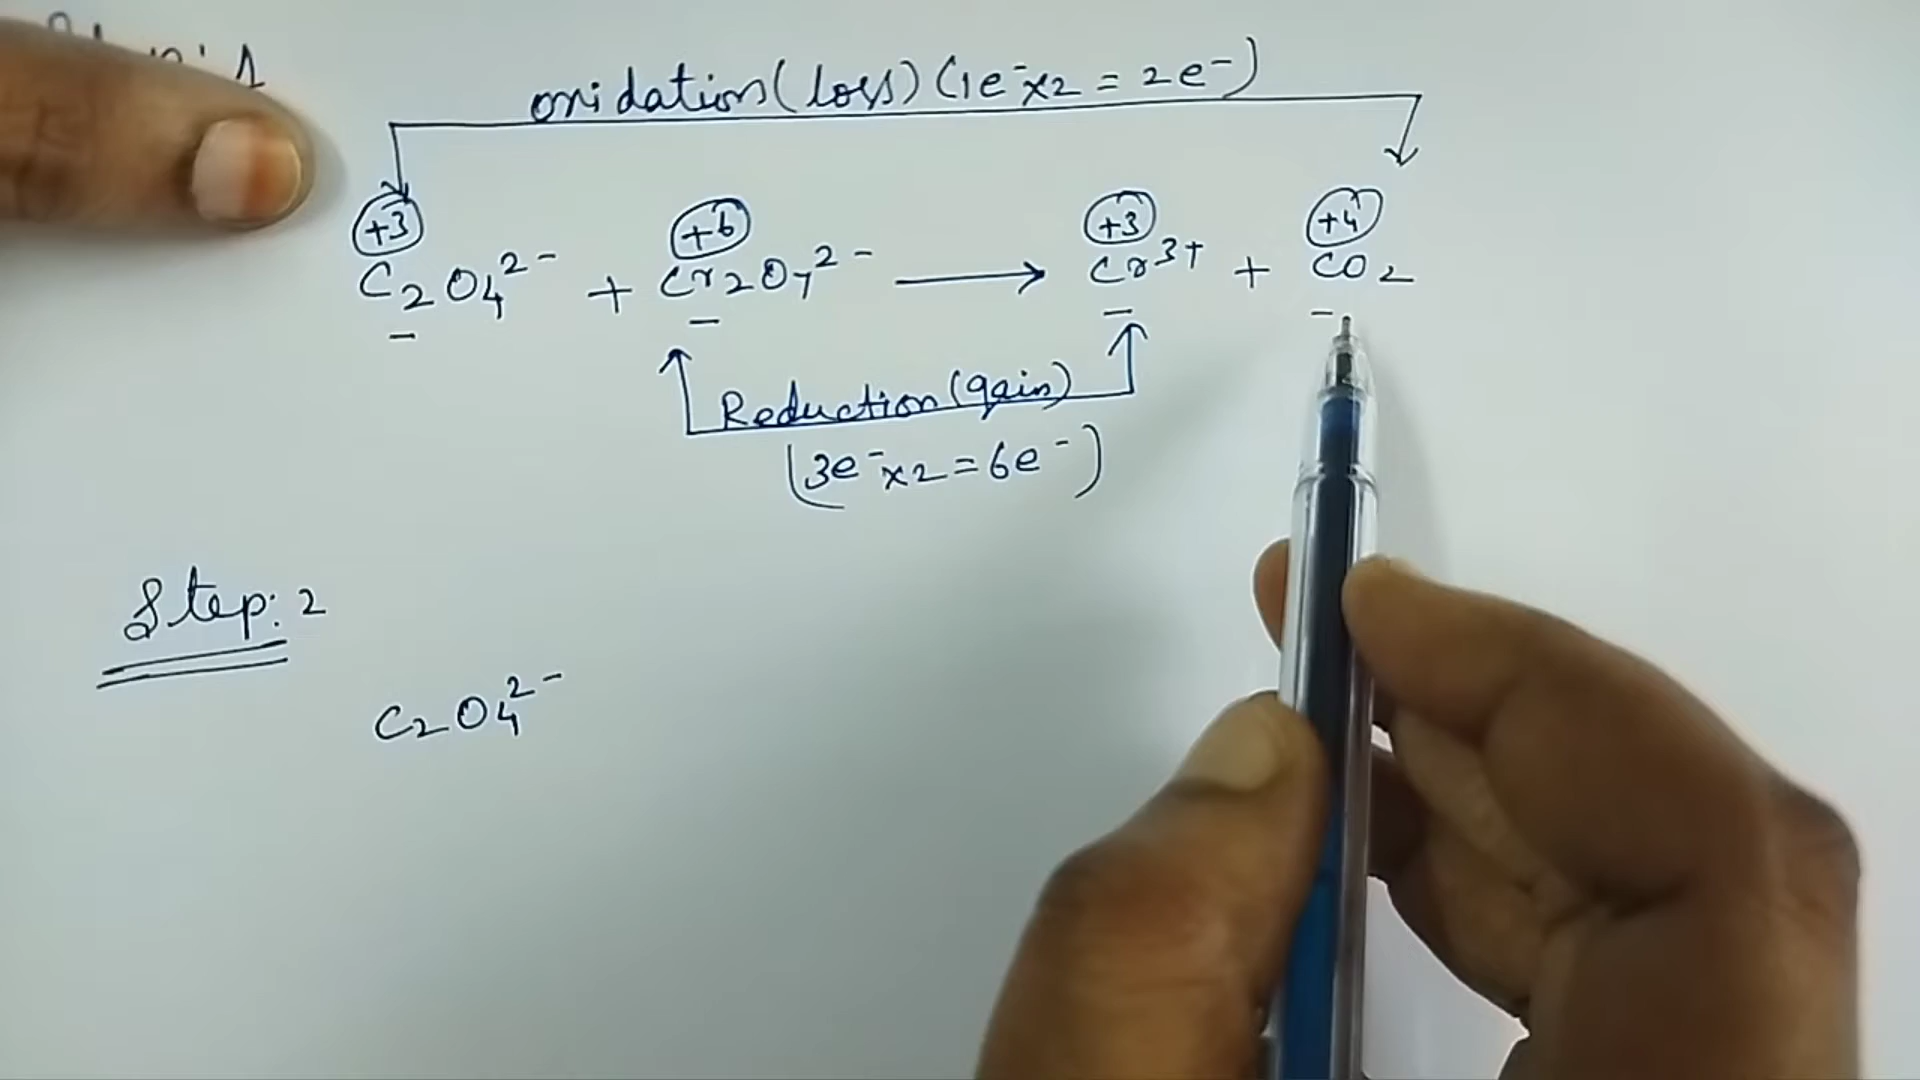 1
oxidation (loss) (1e⁻x2 = 2e⁻)
+3 +6 +3 +4
C₂O₄²⁻ + Cr₂O₇²⁻ ⟶ Cr³⁺ + CO₂
Reduction (gain)
(3e⁻x2 = 6e⁻)
Step: 2
C₂O₄²⁻